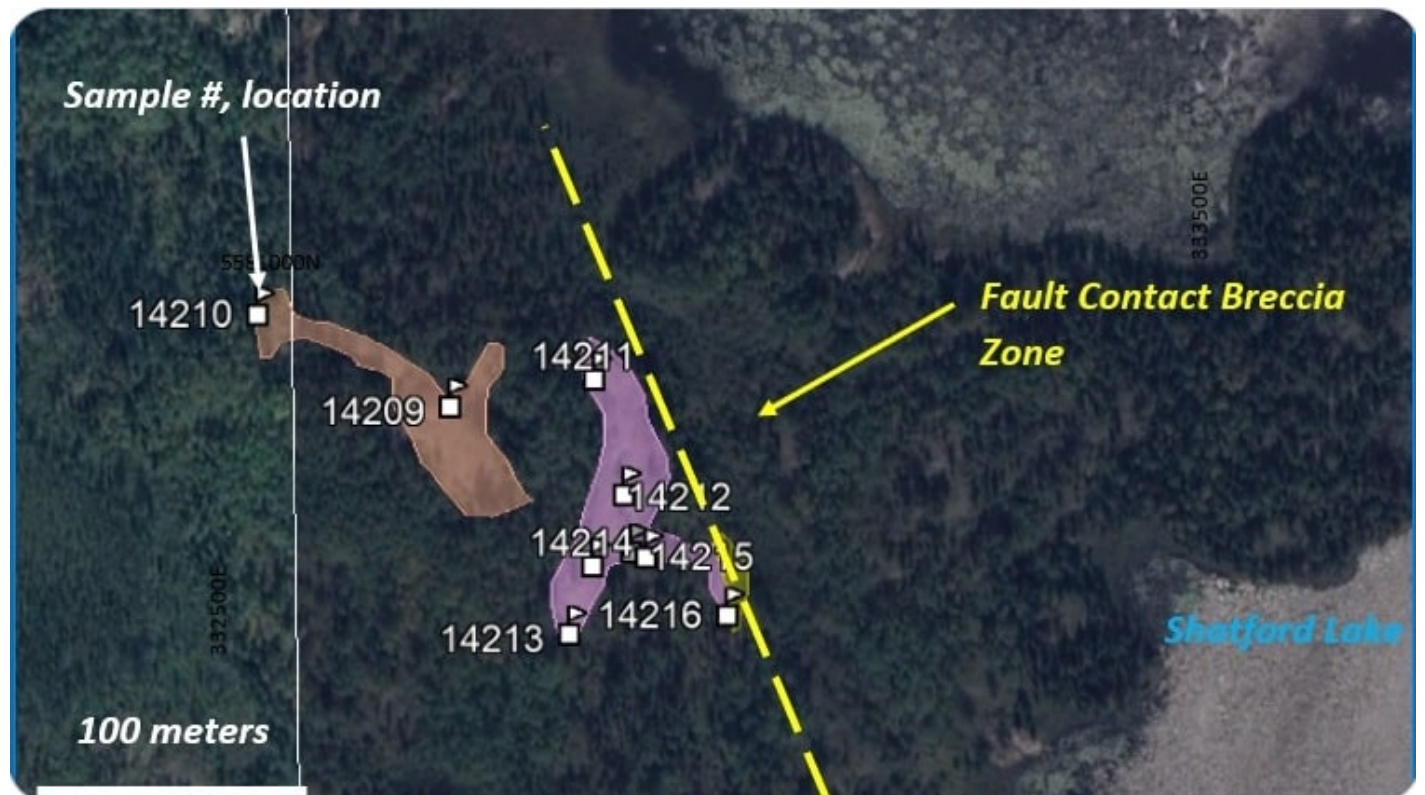 Sample #, location
333500E
14210
Fault Contact Breccia
Zone
14211
14209
14212
14214
14215
332500E
14216
14213
Shatford Lake
100 meters